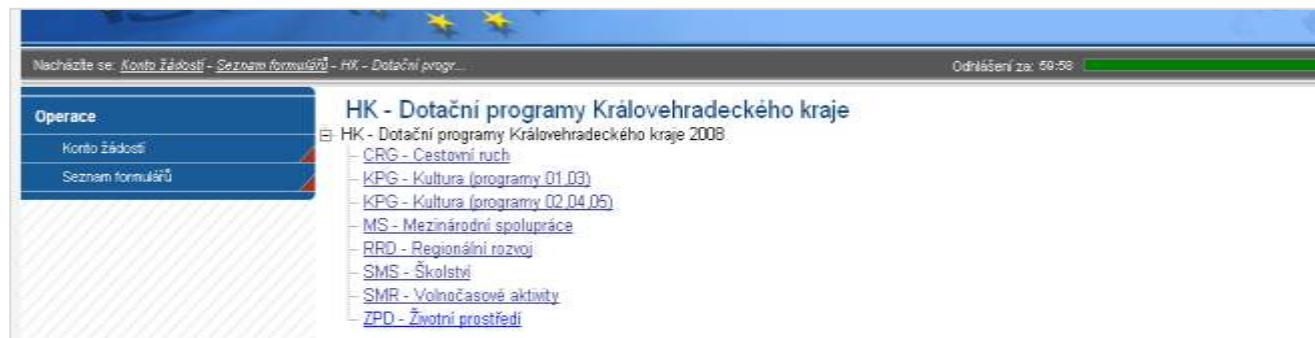 Nacházíte se: Konto žádostí - Seznam formulářů - HK - Dotační progr...
Odhlášení za: 59:58
Operace
Konto žádostí
Seznam formulářů
HK - Dotační programy Královehradeckého kraje
HK - Dotační programy Královehradeckého kraje 2008
CRG - Cestovní ruch
KPG - Kultura (programy 01,03)
KPG - Kultura (programy 02,04,05)
MS - Mezinárodní spolupráce
RRD - Regionální rozvoj
SMS - Školství
SMR - Volnočasové aktivity
ZPD - Životní prostředí